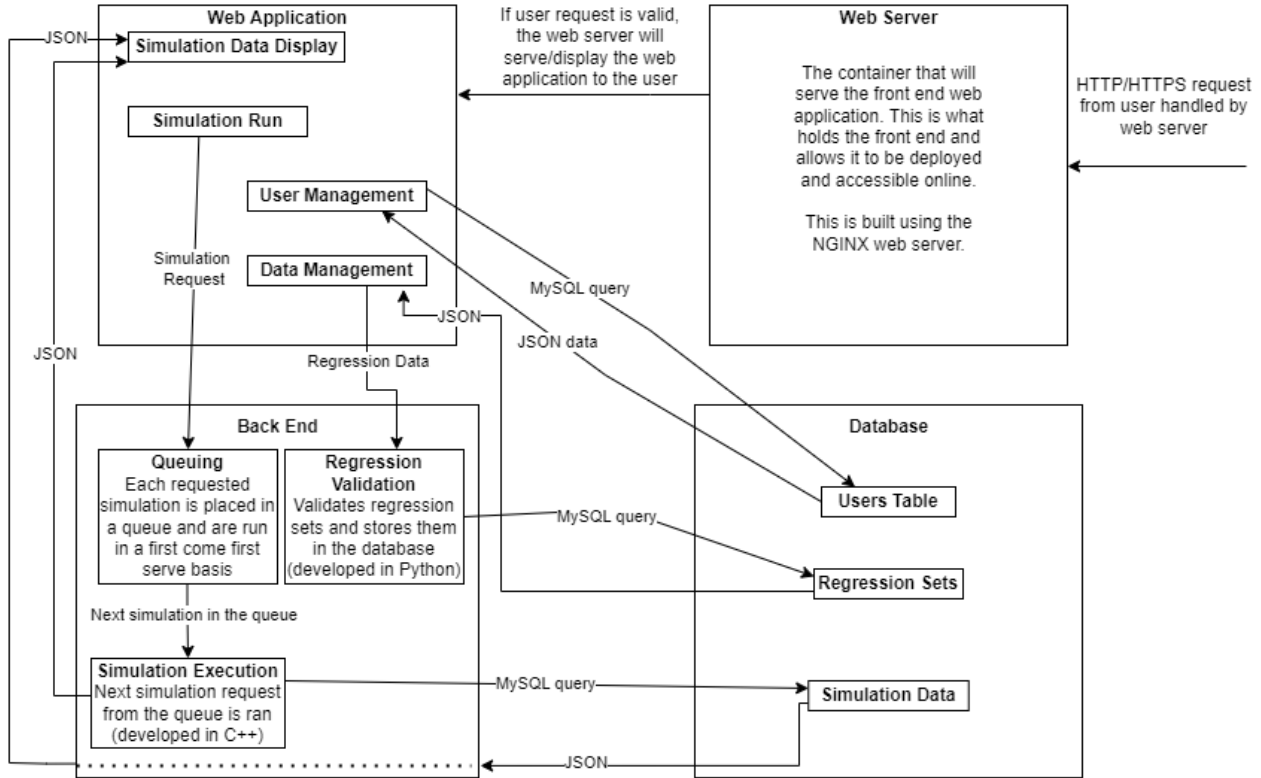 Web Application
JSON
Simulation Data Display
Simulation Run
User Management
Data Management
Simulation
Request
JSON
JSON
Regression Data
If user request is valid,
the web server will
serve/display the web
application to the user
Web Server
The container that will
serve the front end web
application. This is what
holds the front end and
allows it to be deployed
and accessible online.
This is built using the
NGINX web server.
HTTP/HTTPS request
from user handled by
web server
MySQL query
JSON data
Back End
Queuing
Each requested
simulation is placed in
a queue and are run
in a first come first
serve basis
Regression
Validation
Validates regression
sets and stores them
in the database
(developed in Python)
MySQL query
Next simulation in the queue
Simulation Execution
Next simulation request
from the queue is ran
(developed in C++)
MySQL query
JSON
Database
Users Table
Regression Sets
Simulation Data